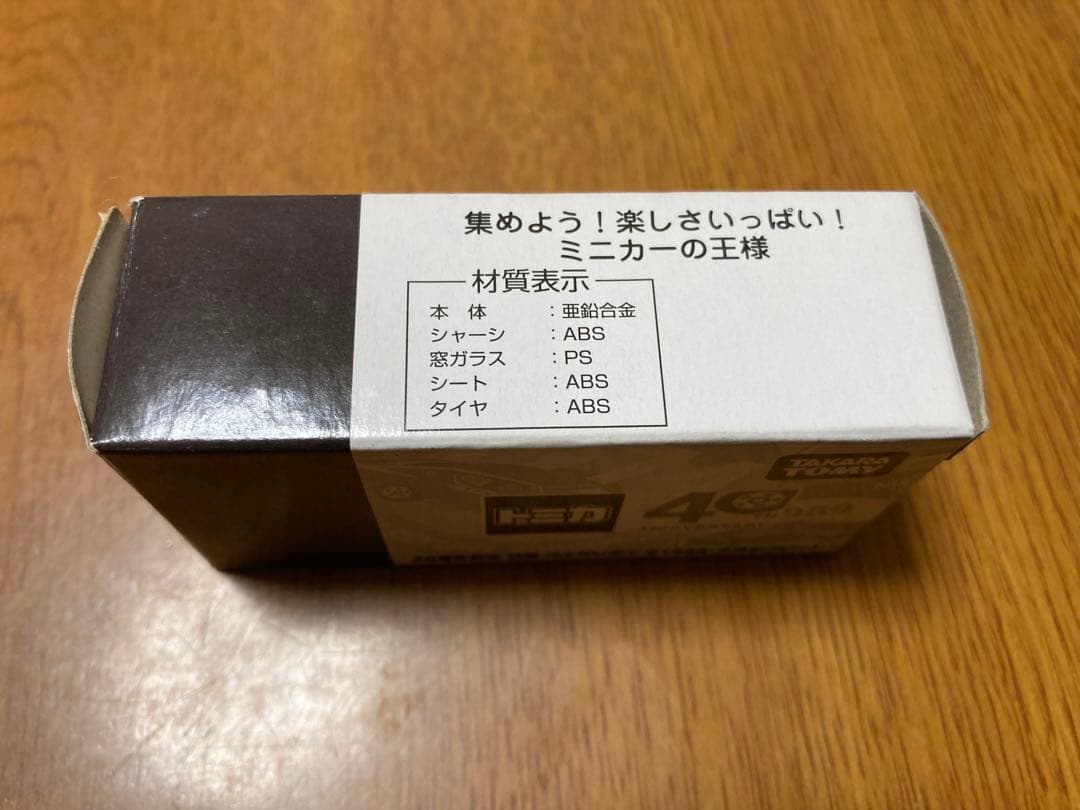 集めよう！楽しさいっぱい！
ミニカーの王様
材質表示
本　体　：亜鉛合金
シャーシ　：ABS
窓ガラス　：PS
シート　：ABS
タイヤ　：ABS
TAKARA
TOMY
トミカ
40